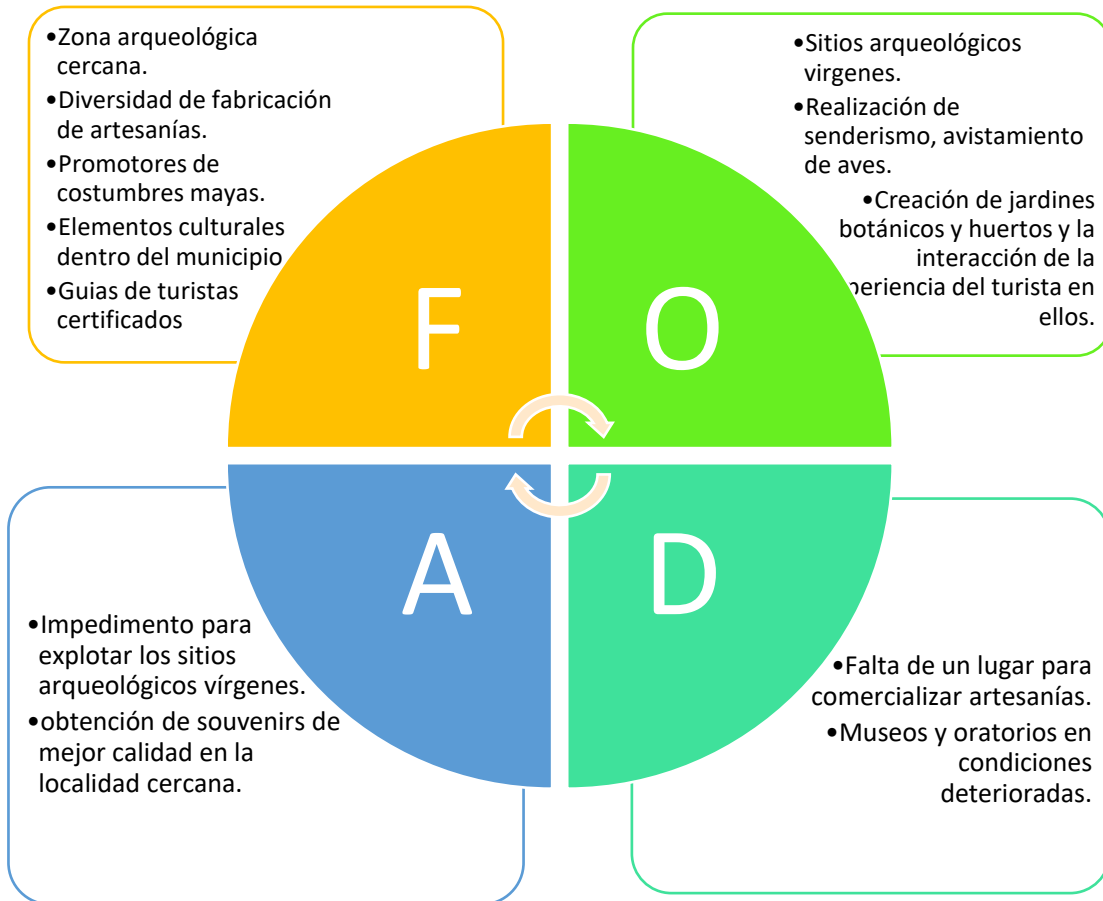 •Zona arqueológica
cercana.
•Diversidad de fabricación
de artesanías.
•Promotores de
costumbres mayas.
•Elementos culturales
dentro del municipio
•Guias de turistas
certificados
•Sitios arqueológicos
virgenes.
•Realización de
senderismo, avistamiento
de aves.
•Creación de jardines
botánicos y huertos y la
interacción de la
periencia del turista en
ellos.
F
O
A
D
•Impedimento para
explotar los sitios
arqueológicos vírgenes.
•obtención de souvenirs de
mejor calidad en la
localidad cercana.
•Falta de un lugar para
comercializar artesanías.
•Museos y oratorios en
condiciones
deterioradas.